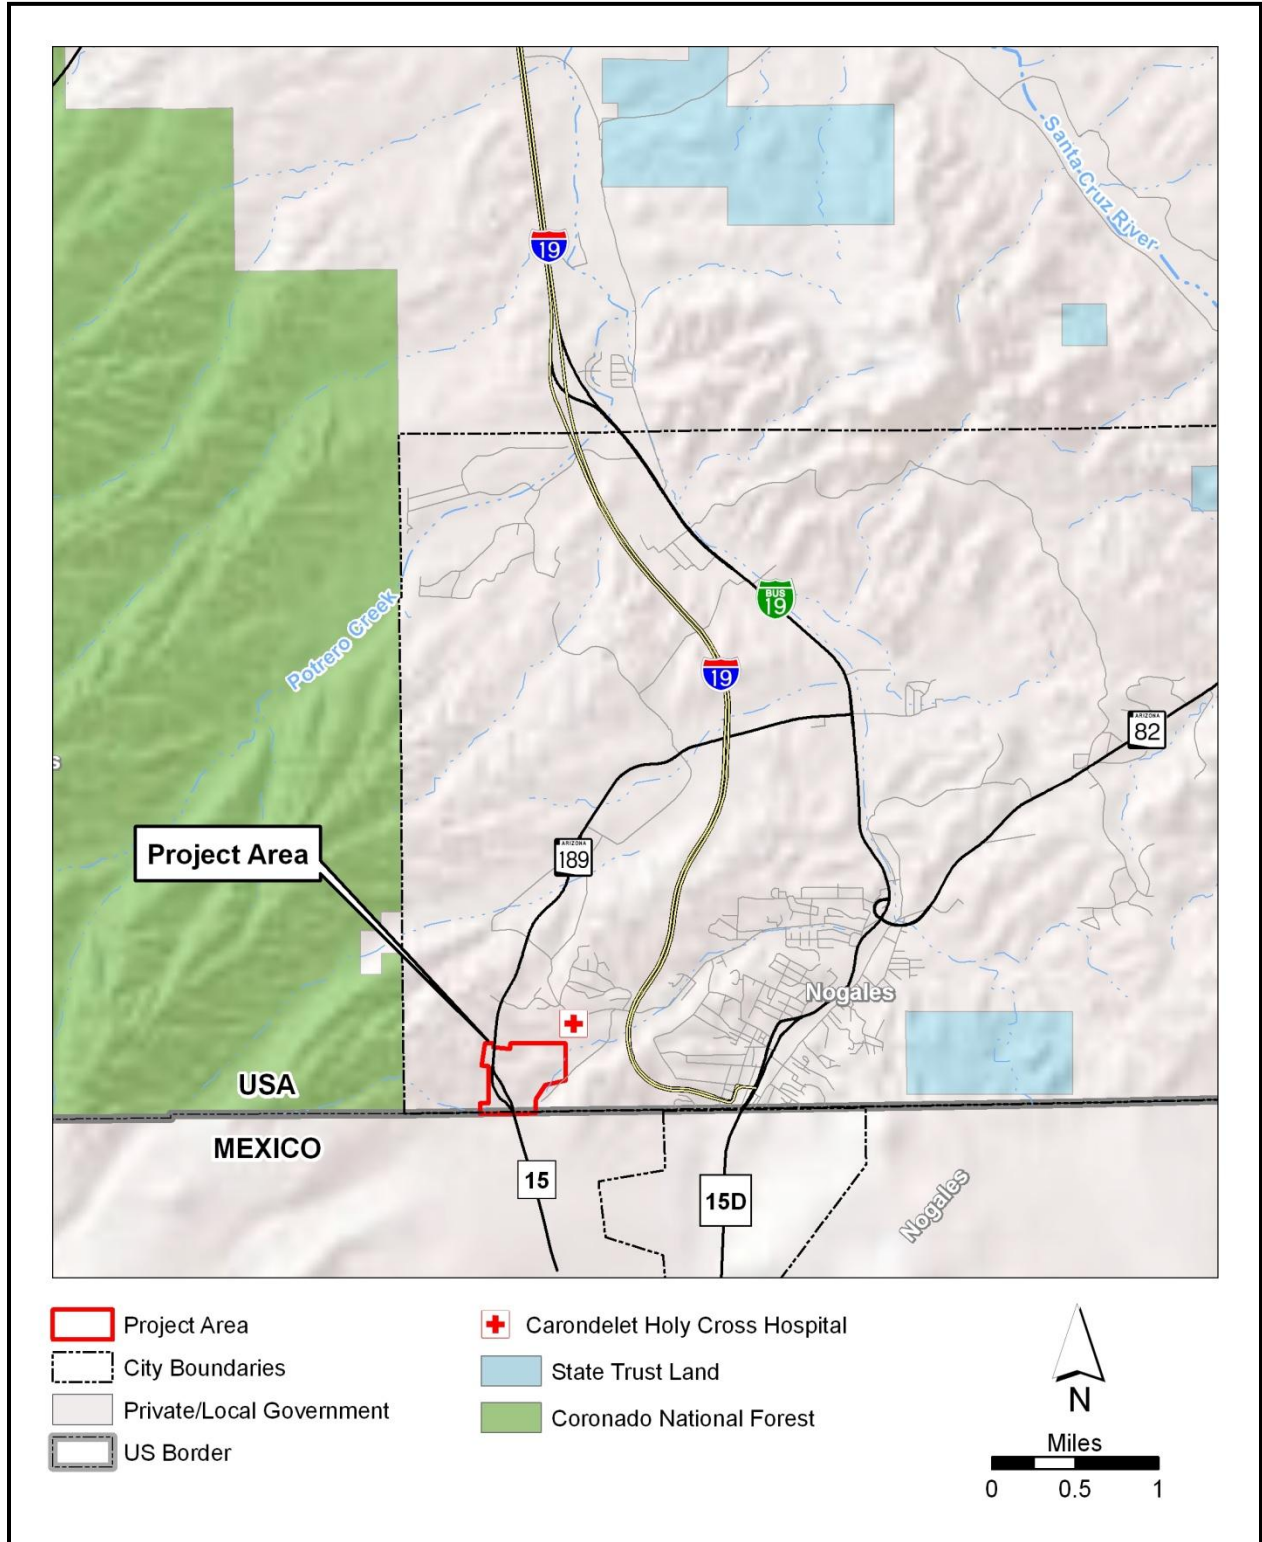 Santa Cruz River
19
BUS
19
19
Potrero Creek
ARIZONA
82
s
Project Area
ARIZONA
189
Nogales
USA
MEXICO
15
15D
Nogales
Project Area
City Boundaries
Private/Local Government
US Border
Carondelet Holy Cross Hospital
State Trust Land
Coronado National Forest
N
Miles
0 0.5 1